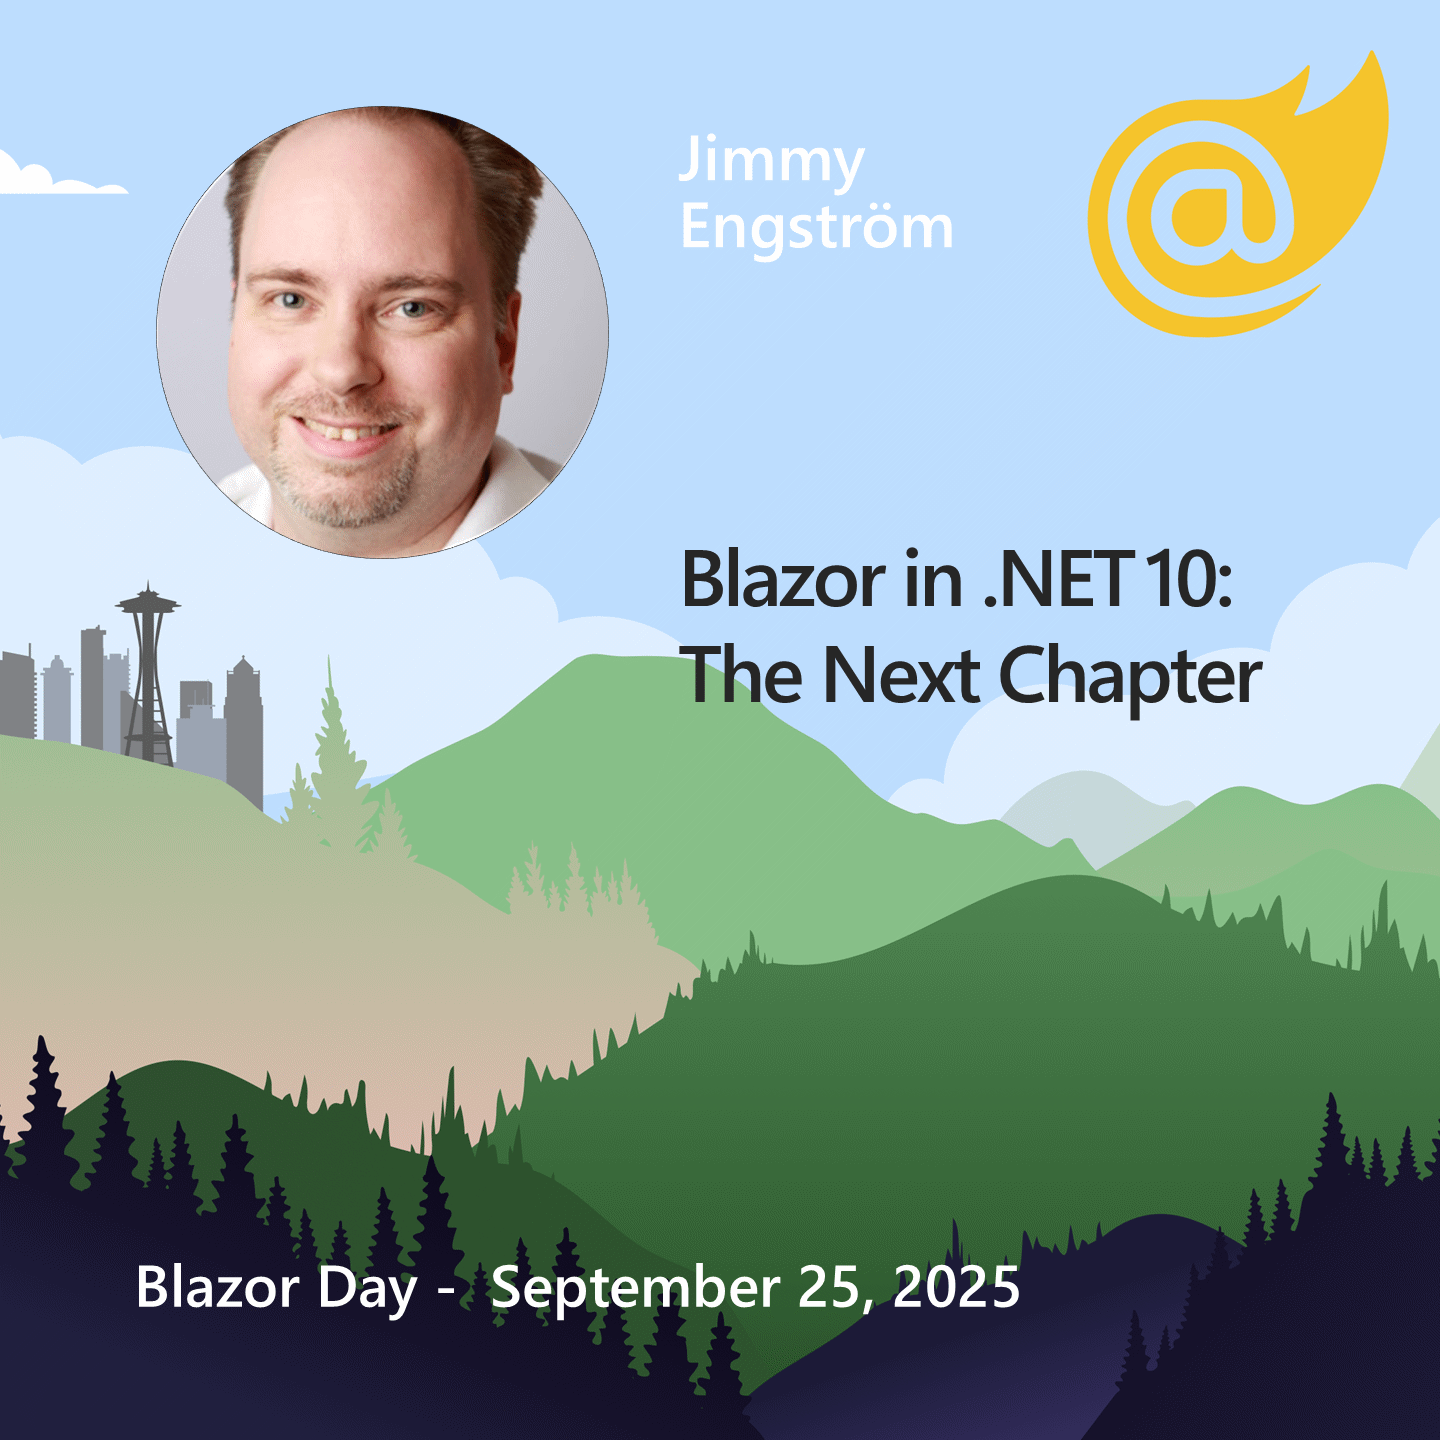 Jimmy
Engström
Blazor in .NET 10:
The Next Chapter
Blazor Day - September 25, 2025